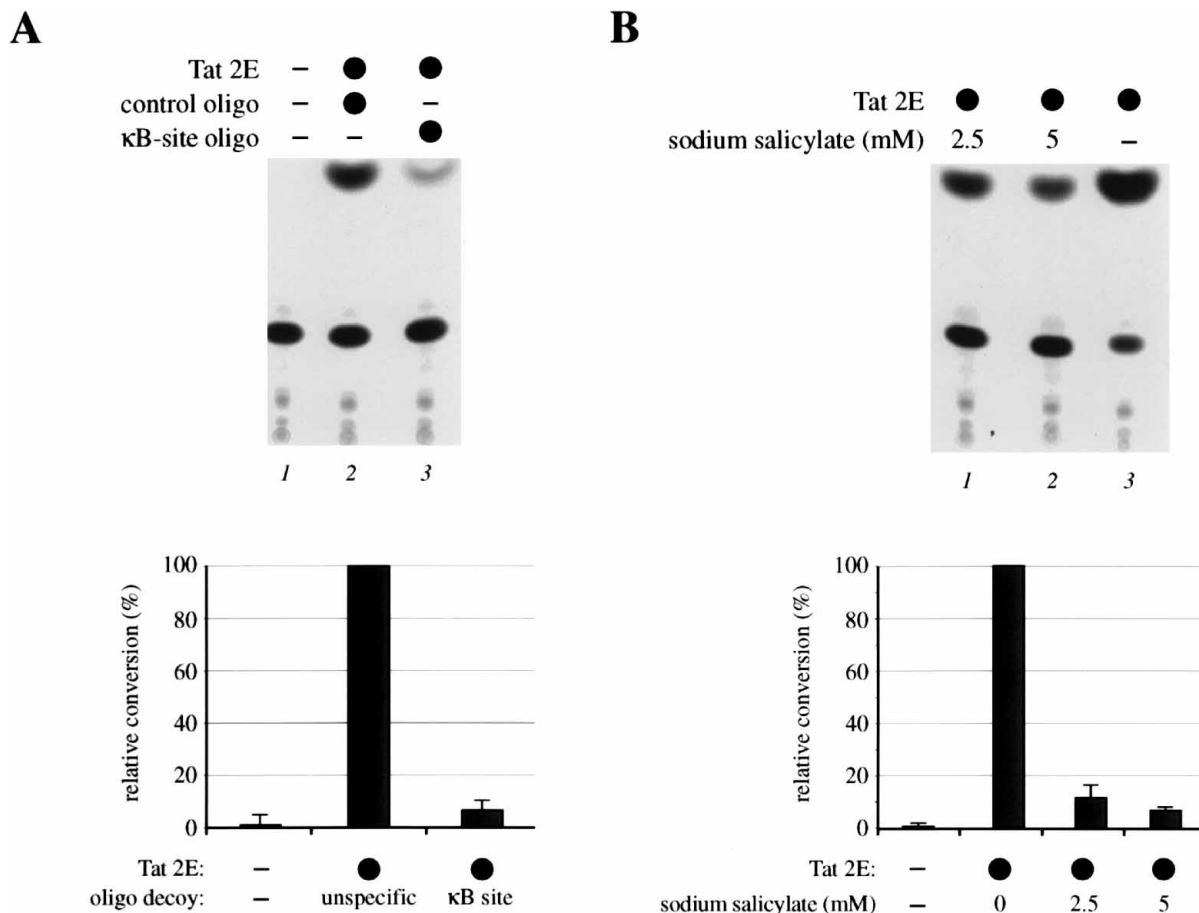 A
Tat 2E – ● ●
control oligo – ● –
κB-site oligo – – ●
1 2 3
relative conversion (%)
100
80
60
40
20
0
Tat 2E: – ● ●
oligo decoy: – unspecific κB site
B
Tat 2E ● ● ●
sodium salicylate (mM) 2.5 5 –
1 2 3
relative conversion (%)
100
80
60
40
20
0
Tat 2E: – ● ● ●
sodium salicylate (mM) – 0 2.5 5